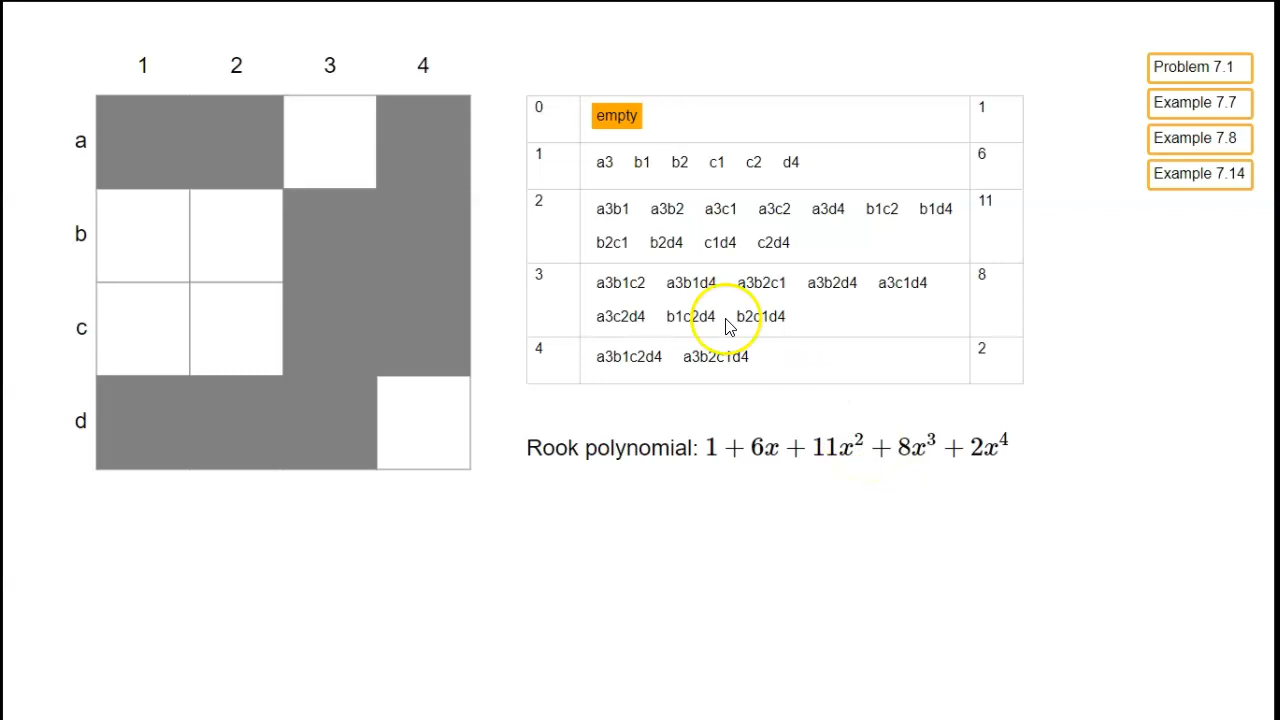 1 2 3 4
a
b
c
d
0 empty 1
1 a3 b1 b2 c1 c2 d4 6
2 a3b1 a3b2 a3c1 a3c2 a3d4 b1c2 b1d4 11
b2c1 b2d4 c1d4 c2d4
3 a3b1c2 a3b1d4 a3b2c1 a3b2d4 a3c1d4 8
a3c2d4 b1c2d4 b2c1d4
4 a3b1c2d4 a3b2c1d4 2
Rook polynomial: 1 + 6x + 11x² + 8x³ + 2x⁴
Problem 7.1
Example 7.7
Example 7.8
Example 7.14